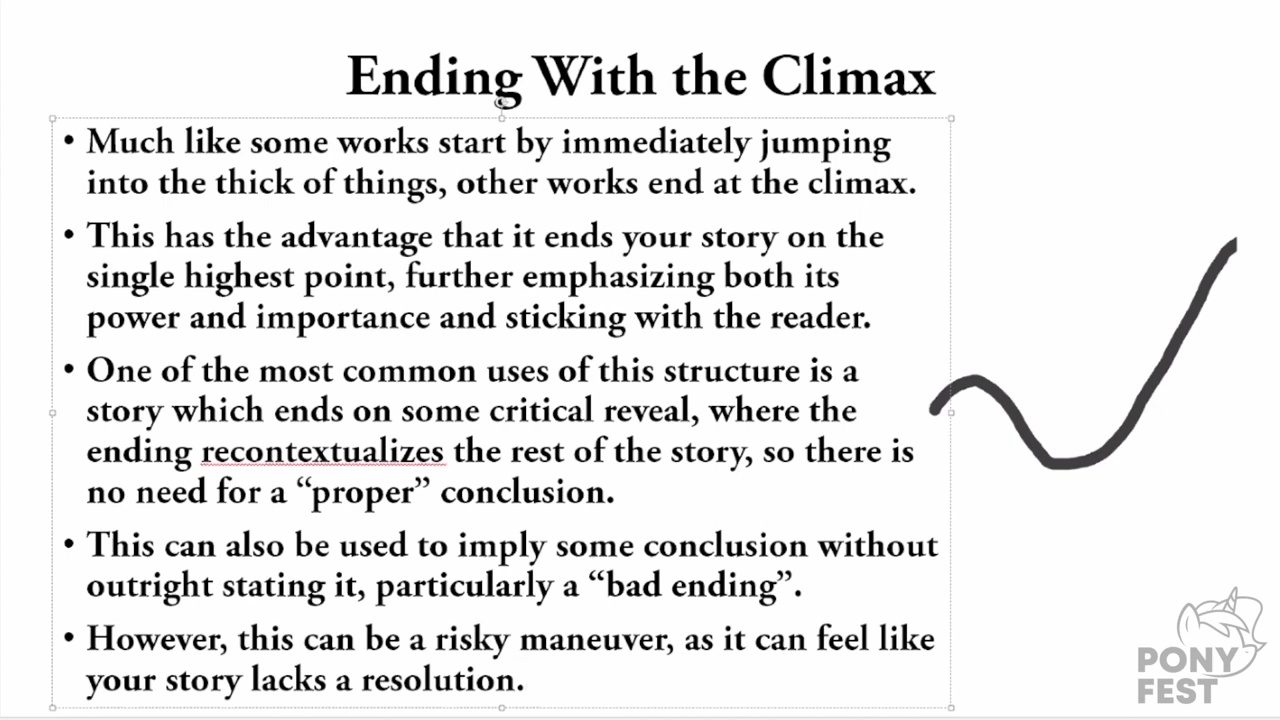 Ending With the Climax
• Much like some works start by immediately jumping
into the thick of things, other works end at the climax.
• This has the advantage that it ends your story on the
single highest point, further emphasizing both its
power and importance and sticking with the reader.
• One of the most common uses of this structure is a
story which ends on some critical reveal, where the
ending recontextualizes the rest of the story, so there is
no need for a “proper” conclusion.
• This can also be used to imply some conclusion without
outright stating it, particularly a “bad ending”.
• However, this can be a risky maneuver, as it can feel like
your story lacks a resolution.
PONY
FEST